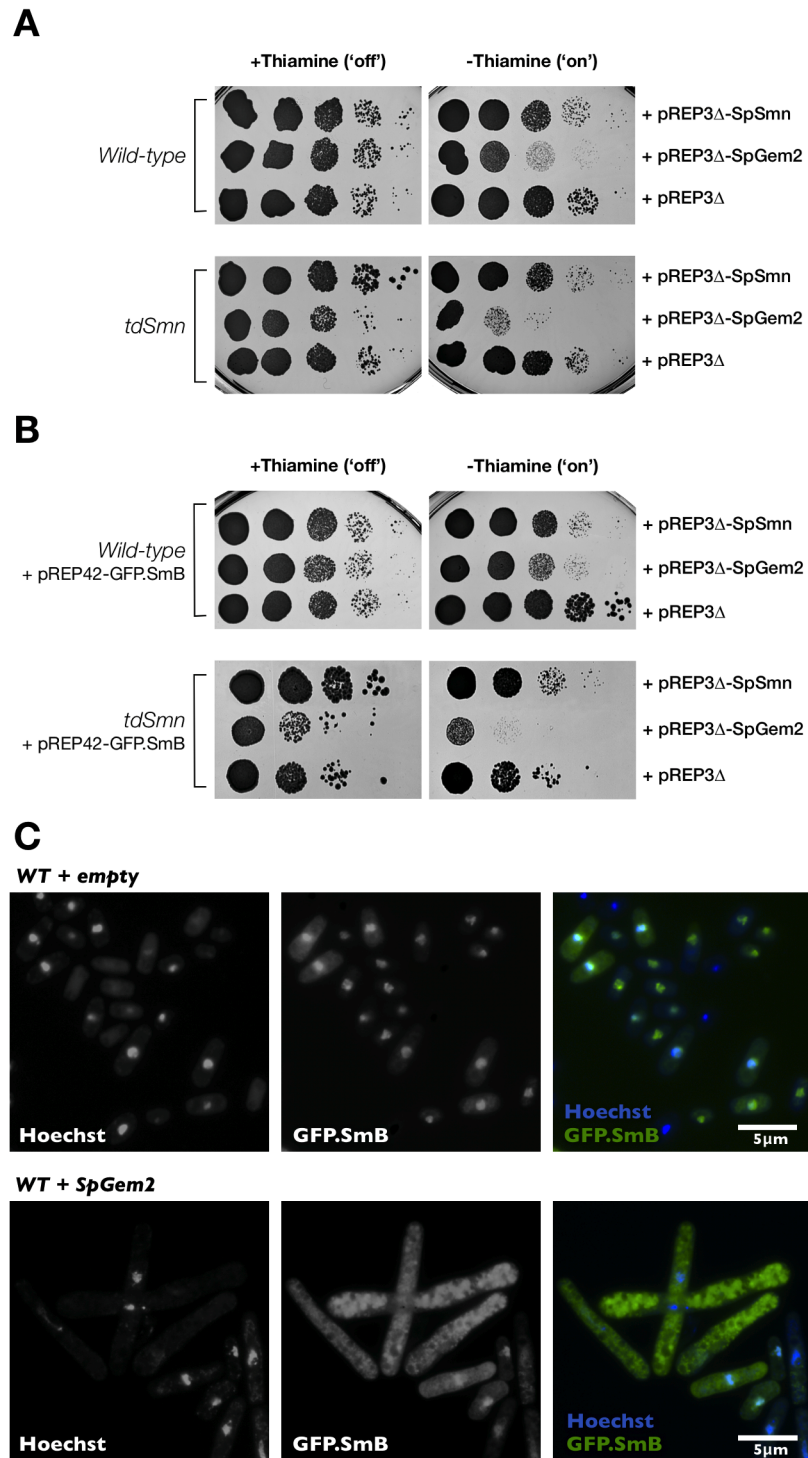 A
+Thiamine (‘off’)
-Thiamine (‘on’)
Wild-type
+ pREP3Δ-SpSmn
+ pREP3Δ-SpGem2
+ pREP3Δ
tdSmn
+ pREP3Δ-SpSmn
+ pREP3Δ-SpGem2
+ pREP3Δ
B
+Thiamine (‘off’)
-Thiamine (‘on’)
Wild-type
+ pREP42-GFP.SmB
+ pREP3Δ-SpSmn
+ pREP3Δ-SpGem2
+ pREP3Δ
tdSmn
+ pREP42-GFP.SmB
+ pREP3Δ-SpSmn
+ pREP3Δ-SpGem2
+ pREP3Δ
C
WT + empty
Hoechst
GFP.SmB
Hoechst
GFP.SmB
5μm
WT + SpGem2
Hoechst
GFP.SmB
Hoechst
GFP.SmB
5μm